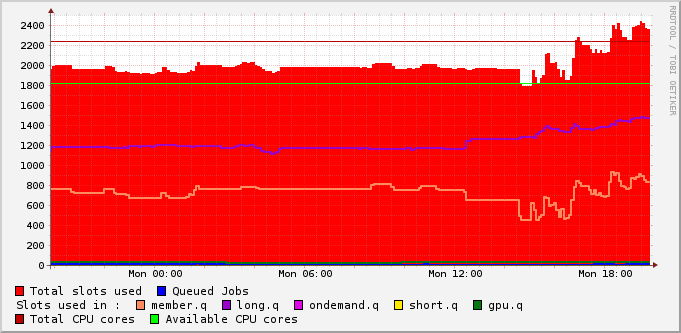 RRDTOOL / TOBI OETIKER
2400
2200
2000
1800
1600
1400
1200
1000
800
600
400
200
0
Mon 00:00 Mon 06:00 Mon 12:00 Mon 18:00
Total slots used Queued Jobs
Slots used in : member.q long.q ondemand.q short.q gpu.q
Total CPU cores Available CPU cores